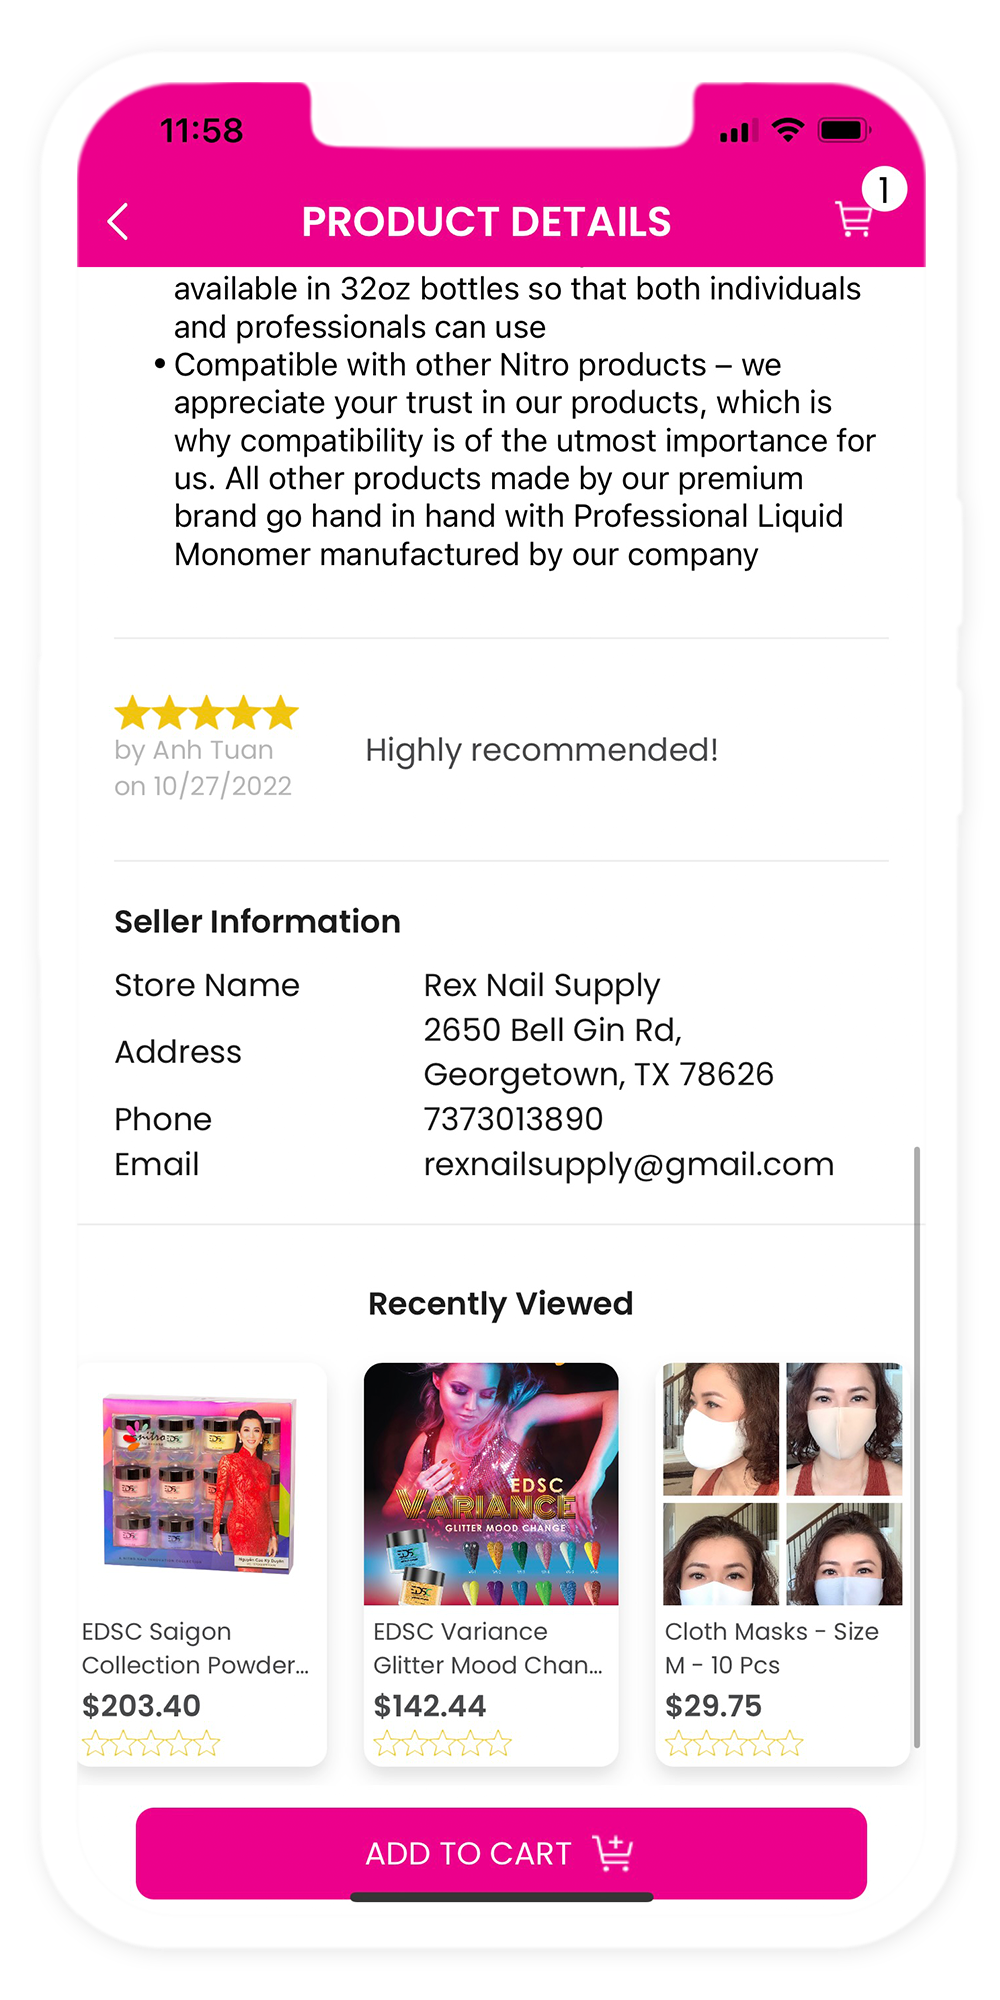 11:58
1
PRODUCT DETAILS
available in 32oz bottles so that both individuals
and professionals can use
• Compatible with other Nitro products – we
appreciate your trust in our products, which is
why compatibility is of the utmost importance for
us. All other products made by our premium
brand go hand in hand with Professional Liquid
Monomer manufactured by our company
by Anh Tuan
on 10/27/2022
Highly recommended!
Seller Information
Store Name Rex Nail Supply
Address 2650 Bell Gin Rd,
Georgetown, TX 78626
Phone 7373013890
Email rexnailsupply@gmail.com
Recently Viewed
nitro
EDSC
VARIANCE
GLITTER MOOD CHANGE
EDSC Saigon
Collection Powder...
$203.40
EDSC Variance
Glitter Mood Chan...
$142.44
Cloth Masks - Size
M - 10 Pcs
$29.75
ADD TO CART